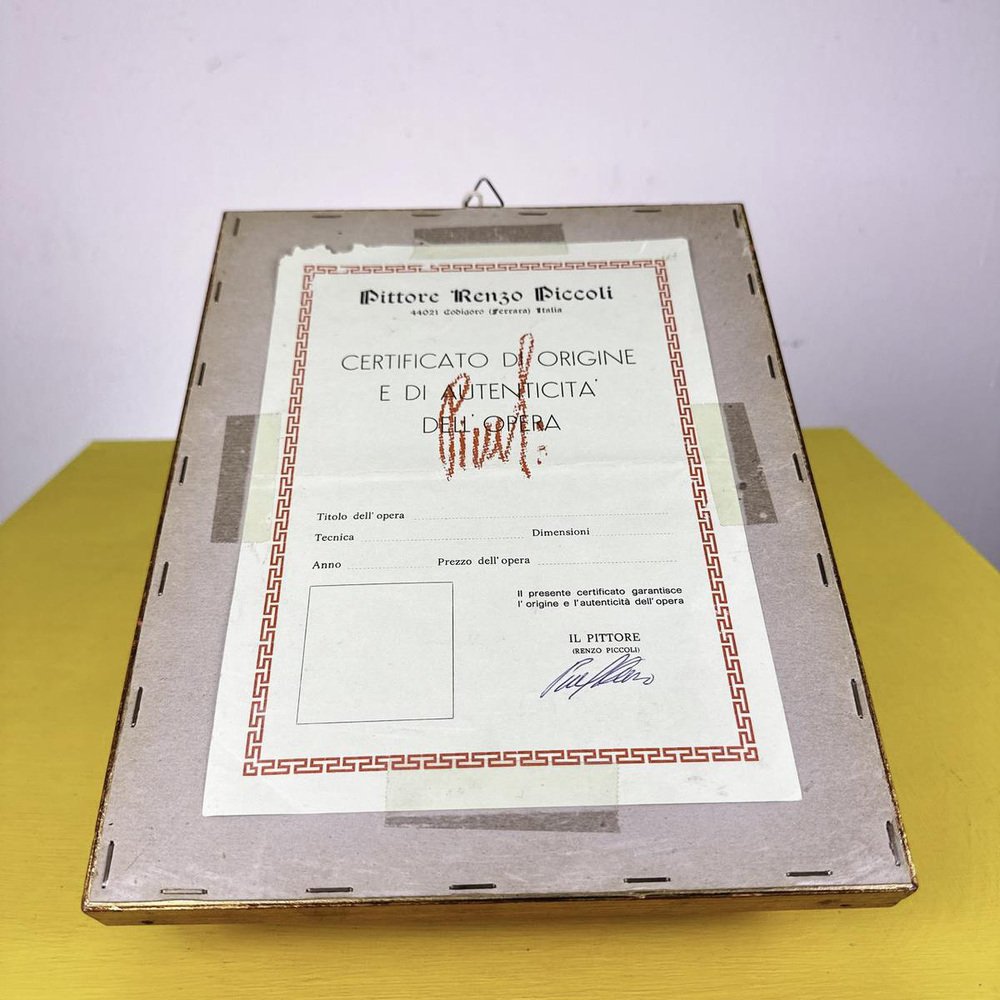 Pittore Renzo Piccoli
44021 Codigoro (Ferrara) Italia
CERTIFICATO DI ORIGINE
E DI AUTENTICITA'
DELL' OPERA
Titolo dell' opera
Tecnica Dimensioni
Anno Prezzo dell' opera
Il presente certificato garantisce
l' origine e l'autenticità dell'opera
IL PITTORE
(RENZO PICCOLI)